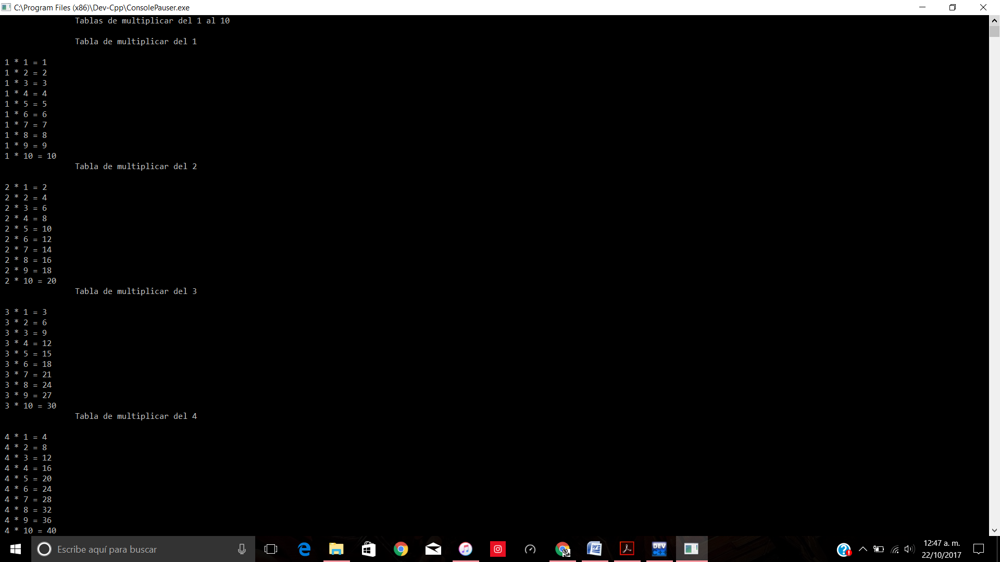 C:\Program Files (x86)\Dev-Cpp\ConsolePauser.exe
Tablas de multiplicar del 1 al 10
Tabla de multiplicar del 1
1 * 1 = 1
1 * 2 = 2
1 * 3 = 3
1 * 4 = 4
1 * 5 = 5
1 * 6 = 6
1 * 7 = 7
1 * 8 = 8
1 * 9 = 9
1 * 10 = 10
Tabla de multiplicar del 2
2 * 1 = 2
2 * 2 = 4
2 * 3 = 6
2 * 4 = 8
2 * 5 = 10
2 * 6 = 12
2 * 7 = 14
2 * 8 = 16
2 * 9 = 18
2 * 10 = 20
Tabla de multiplicar del 3
3 * 1 = 3
3 * 2 = 6
3 * 3 = 9
3 * 4 = 12
3 * 5 = 15
3 * 6 = 18
3 * 7 = 21
3 * 8 = 24
3 * 9 = 27
3 * 10 = 30
Tabla de multiplicar del 4
4 * 1 = 4
4 * 2 = 8
4 * 3 = 12
4 * 4 = 16
4 * 5 = 20
4 * 6 = 24
4 * 7 = 28
4 * 8 = 32
4 * 9 = 36
4 * 10 = 40
Escribe aquí para buscar
DEV
C++
12:47 a. m.
22/10/2017